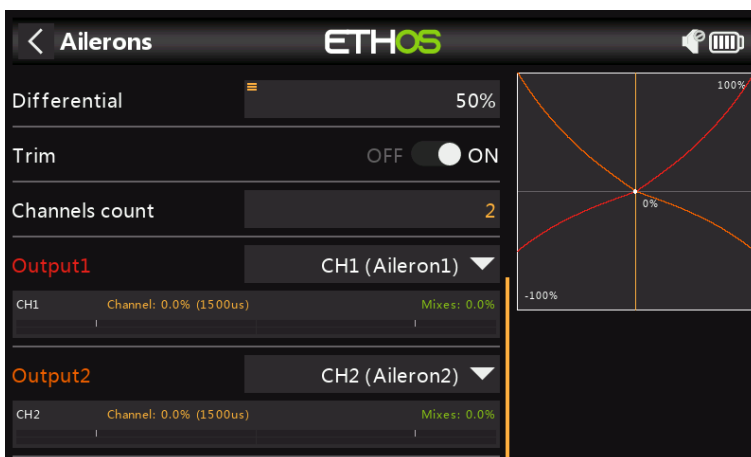 Ailerons
ETHOS
Differential
50%
Trim
OFF ON
Channels count
2
Output1
CH1 (Aileron1)
CH1 Channel: 0.0% (1500us) Mixes: 0.0%
Output2
CH2 (Aileron2)
CH2 Channel: 0.0% (1500us) Mixes: 0.0%
100%
0%
-100%